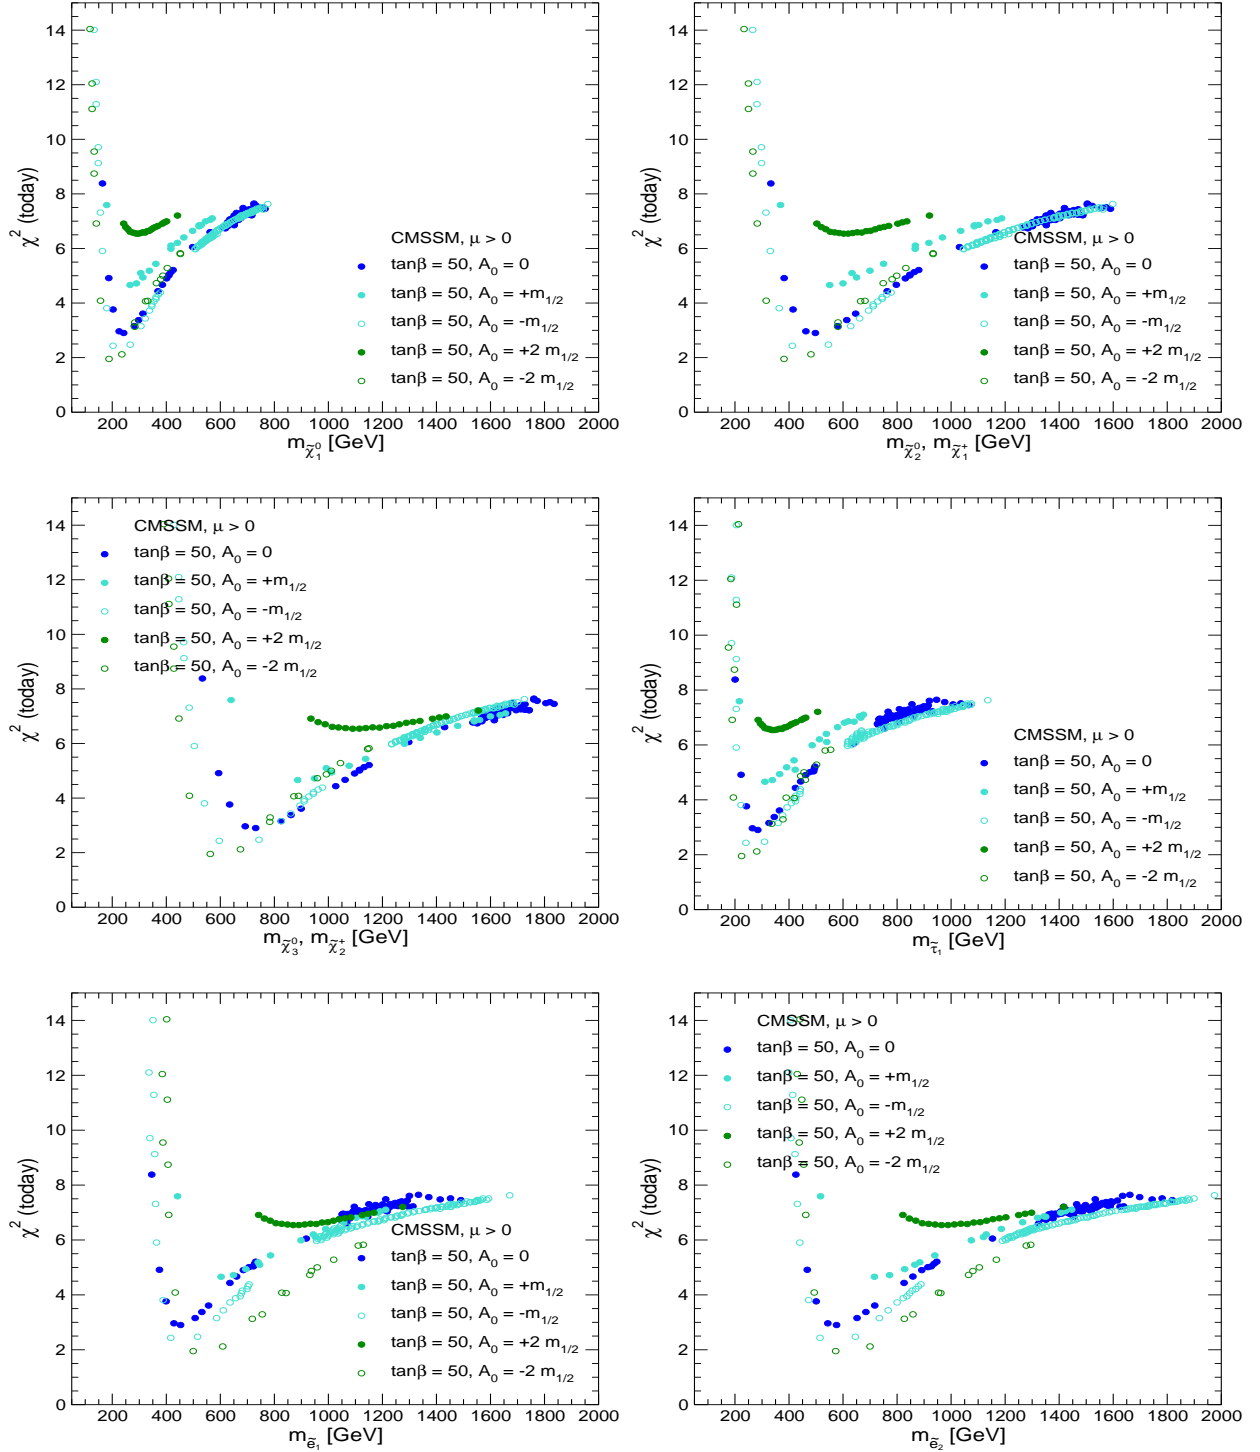 14
12
10
8
6
4
2
0
χ² (today)
CMSSM, μ > 0
tanβ = 50, A₀ = 0
tanβ = 50, A₀ = +m₁/₂
tanβ = 50, A₀ = -m₁/₂
tanβ = 50, A₀ = +2 m₁/₂
tanβ = 50, A₀ = -2 m₁/₂
200 400 600 800 1000 1200 1400 1600 1800 2000
m_χ̃₁⁰ [GeV]
14
12
10
8
6
4
2
0
χ² (today)
CMSSM, μ > 0
tanβ = 50, A₀ = 0
tanβ = 50, A₀ = +m₁/₂
tanβ = 50, A₀ = -m₁/₂
tanβ = 50, A₀ = +2 m₁/₂
tanβ = 50, A₀ = -2 m₁/₂
200 400 600 800 1000 1200 1400 1600 1800 2000
m_χ̃₂⁰, m_χ̃₁⁺ [GeV]
14
12
10
8
6
4
2
0
χ² (today)
CMSSM, μ > 0
tanβ = 50, A₀ = 0
tanβ = 50, A₀ = +m₁/₂
tanβ = 50, A₀ = -m₁/₂
tanβ = 50, A₀ = +2 m₁/₂
tanβ = 50, A₀ = -2 m₁/₂
200 400 600 800 1000 1200 1400 1600 1800 2000
m_χ̃₃⁰, m_χ̃₂⁺ [GeV]
14
12
10
8
6
4
2
0
χ² (today)
CMSSM, μ > 0
tanβ = 50, A₀ = 0
tanβ = 50, A₀ = +m₁/₂
tanβ = 50, A₀ = -m₁/₂
tanβ = 50, A₀ = +2 m₁/₂
tanβ = 50, A₀ = -2 m₁/₂
200 400 600 800 1000 1200 1400 1600 1800 2000
m_τ̃₁ [GeV]
14
12
10
8
6
4
2
0
χ² (today)
CMSSM, μ > 0
tanβ = 50, A₀ = 0
tanβ = 50, A₀ = +m₁/₂
tanβ = 50, A₀ = -m₁/₂
tanβ = 50, A₀ = +2 m₁/₂
tanβ = 50, A₀ = -2 m₁/₂
200 400 600 800 1000 1200 1400 1600 1800 2000
m_ẽ₁ [GeV]
14
12
10
8
6
4
2
0
χ² (today)
CMSSM, μ > 0
tanβ = 50, A₀ = 0
tanβ = 50, A₀ = +m₁/₂
tanβ = 50, A₀ = -m₁/₂
tanβ = 50, A₀ = +2 m₁/₂
tanβ = 50, A₀ = -2 m₁/₂
200 400 600 800 1000 1200 1400 1600 1800 2000
m_ẽ₂ [GeV]